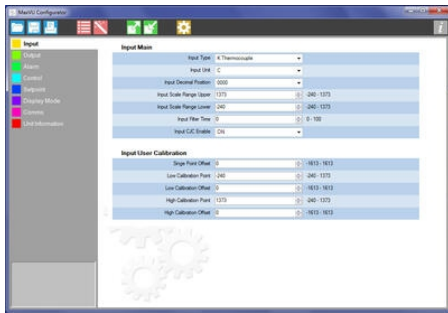 MaxVU Configurator
Input
Output
Alarm
Control
Setpoint
Display Mode
Comms
Unit Information
Input Main
Input Type K Thermocouple
Input Unit C
Input Decimal Position 0000
Input Scale Range Upper 1373 -240 - 1373
Input Scale Range Lower -240 -240 - 1373
Input Filter Time 0 0 - 100
Input CJC Enable ON
Input User Calibration
Single Point Offset 0 -1613 - 1613
Low Calibration Point -240 -240 - 1373
Low Calibration Offset 0 -1613 - 1613
High Calibration Point 1373 -240 - 1373
High Calibration Offset 0 -1613 - 1613